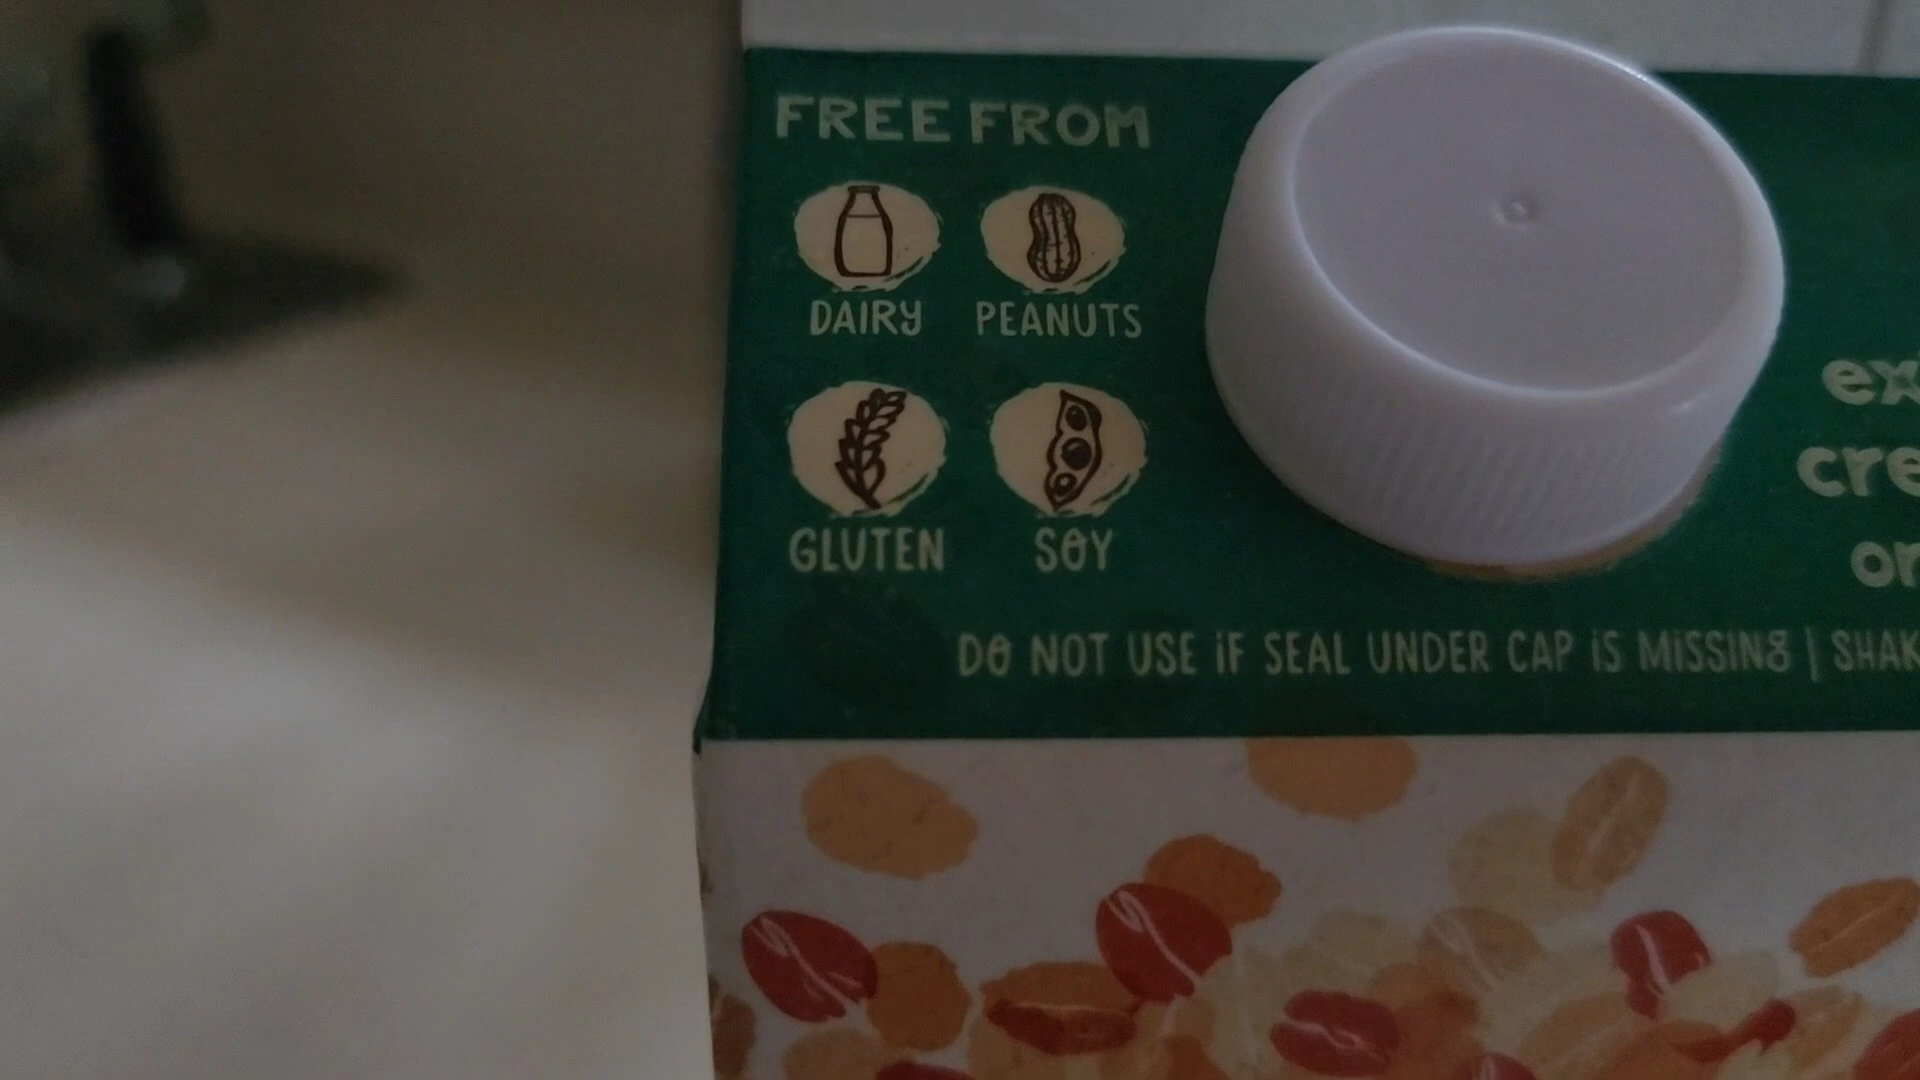 FREE FROM
DAIRY PEANUTS
GLUTEN SOY
DO NOT USE IF SEAL UNDER CAP IS MISSING |